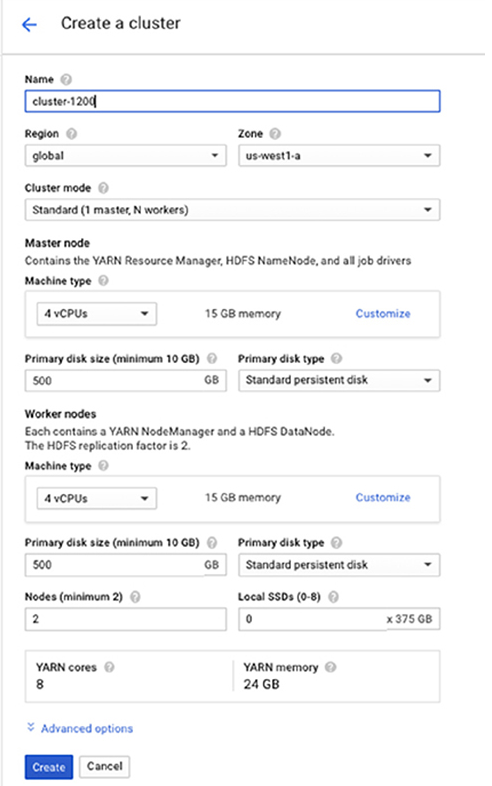 Create a cluster
Name
cluster-1200
Region Zone
global us-west1-a
Cluster mode
Standard (1 master, N workers)
Master node
Contains the YARN Resource Manager, HDFS NameNode, and all job drivers
Machine type
4 vCPUs 15 GB memory Customize
Primary disk size (minimum 10 GB) Primary disk type
500 GB Standard persistent disk
Worker nodes
Each contains a YARN NodeManager and a HDFS DataNode.
The HDFS replication factor is 2.
Machine type
4 vCPUs 15 GB memory Customize
Primary disk size (minimum 10 GB) Primary disk type
500 GB Standard persistent disk
Nodes (minimum 2) Local SSDs (0-8)
2 0 x 375 GB
YARN cores YARN memory
8 24 GB
Advanced options
Create Cancel